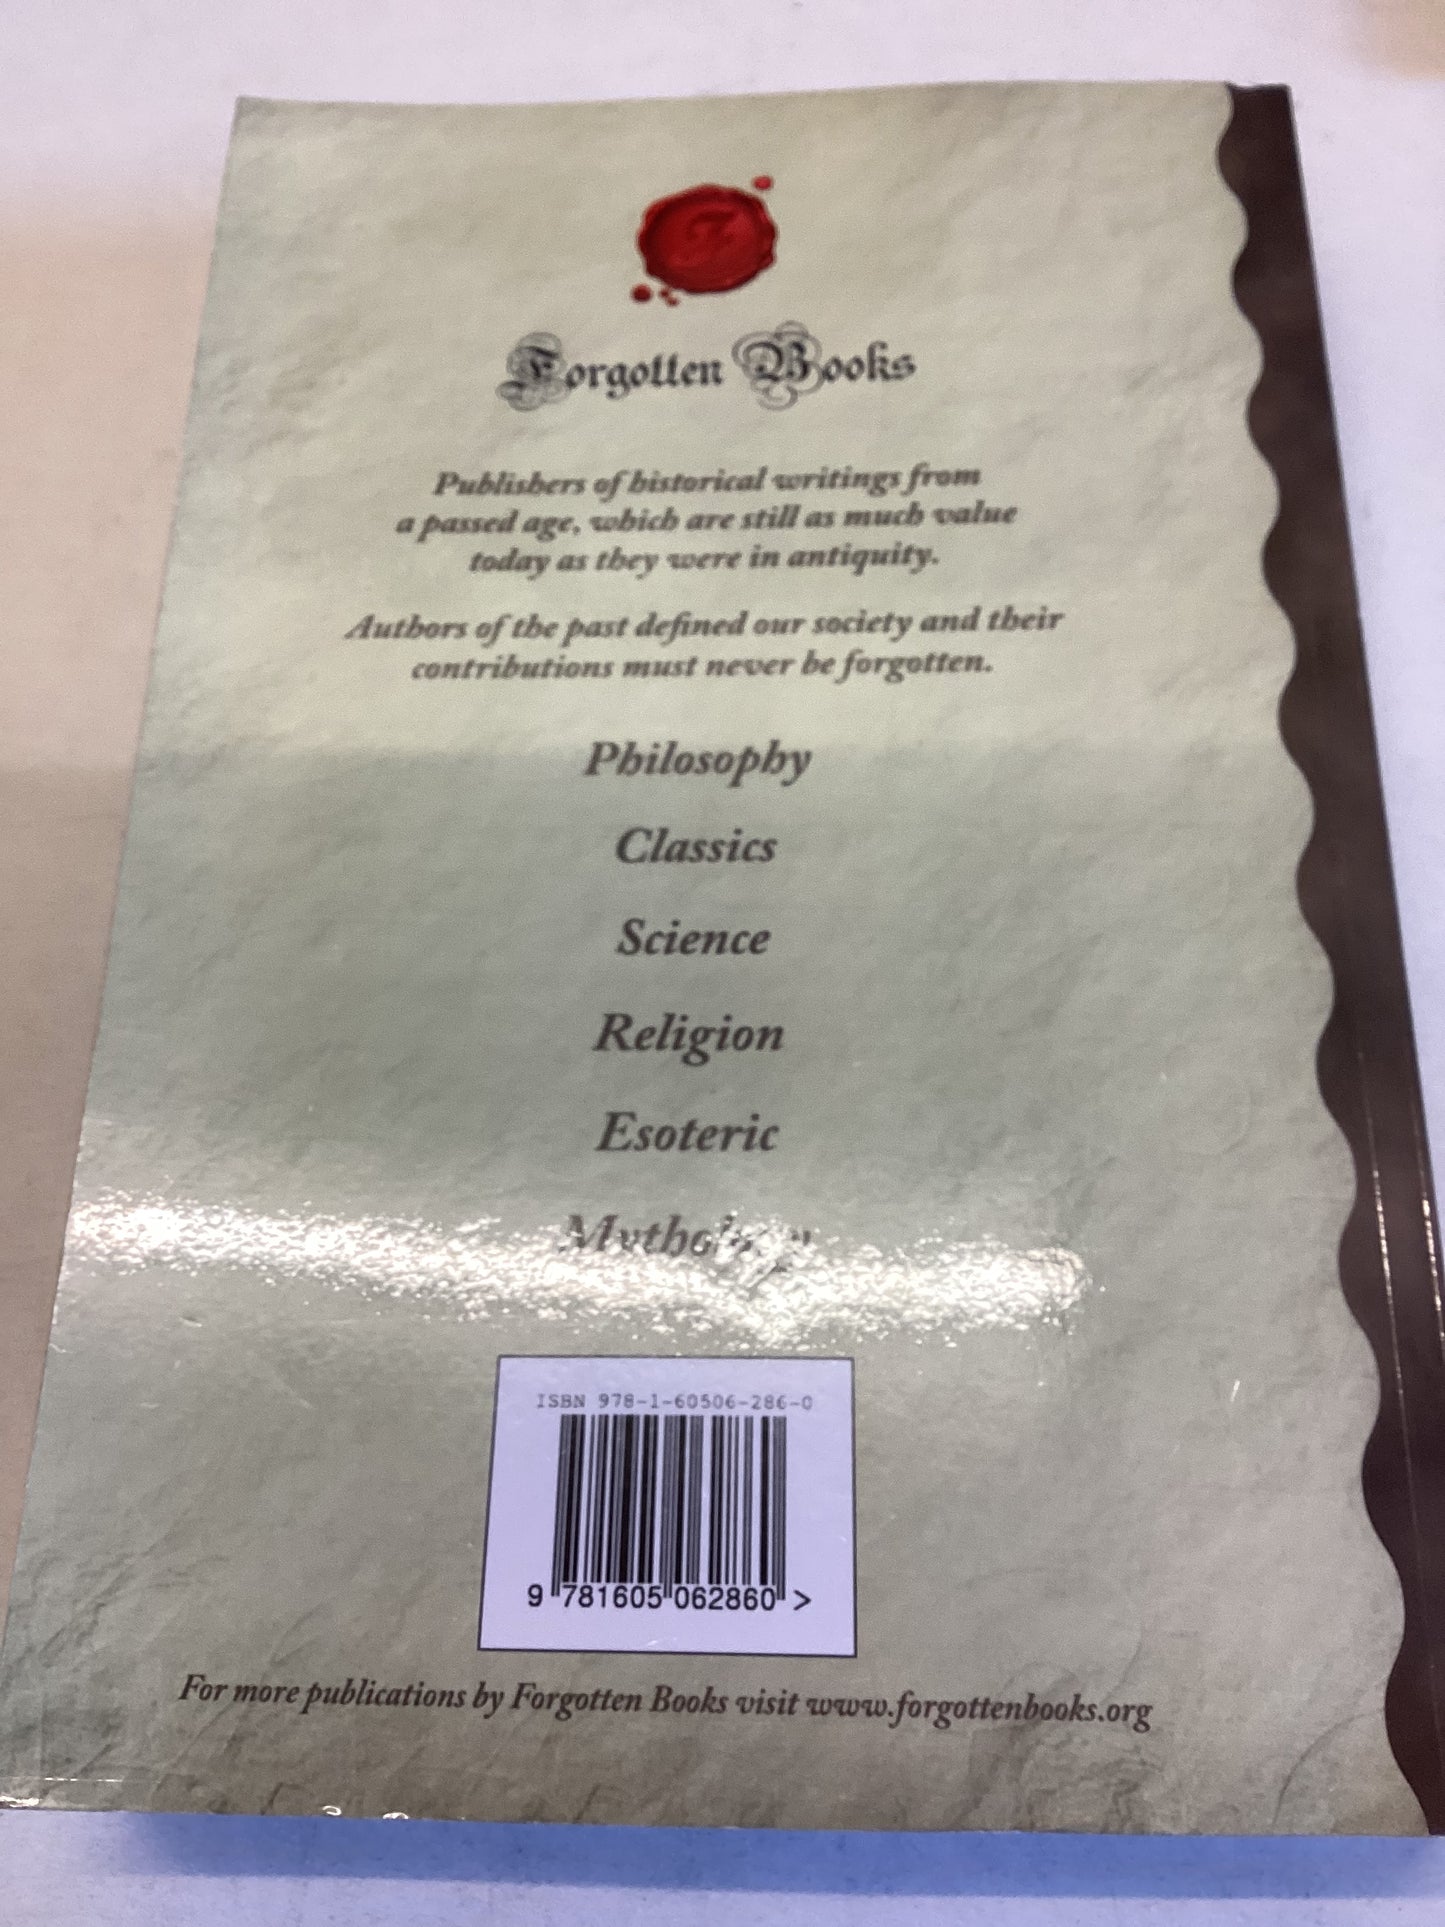 Forgotten Books
Publishers of historical writings from
a passed age, which are still as much value
today as they were in antiquity.
Authors of the past defined our society and their
contributions must never be forgotten.
Philosophy
Classics
Science
Religion
Esoteric
Mythology
ISBN 978-1-60506-286-0
9 781605 062860 >
For more publications by Forgotten Books visit www.forgottenbooks.org